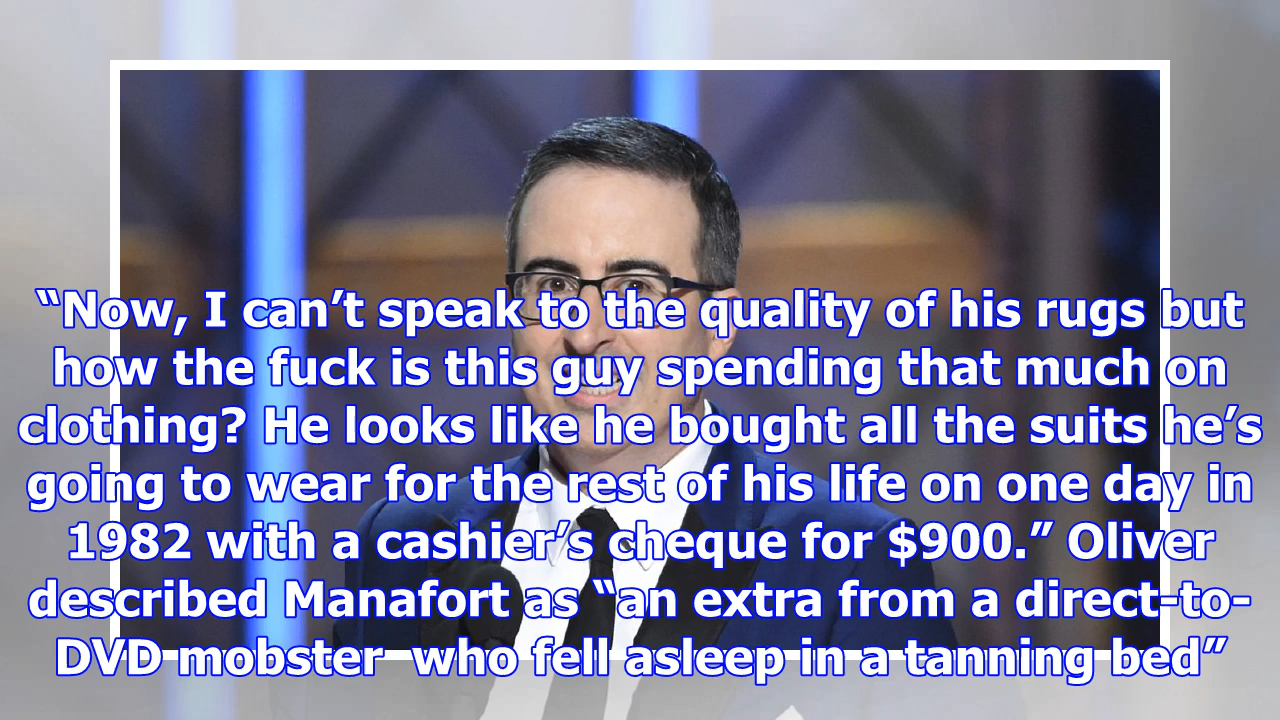 “Now, I can’t speak to the quality of his rugs but
how the fuck is this guy spending that much on
clothing? He looks like he bought all the suits he’s
going to wear for the rest of his life on one day in
1982 with a cashier’s cheque for $900.” Oliver
described Manafort as “an extra from a direct-to-
DVD mobster  who fell asleep in a tanning bed”